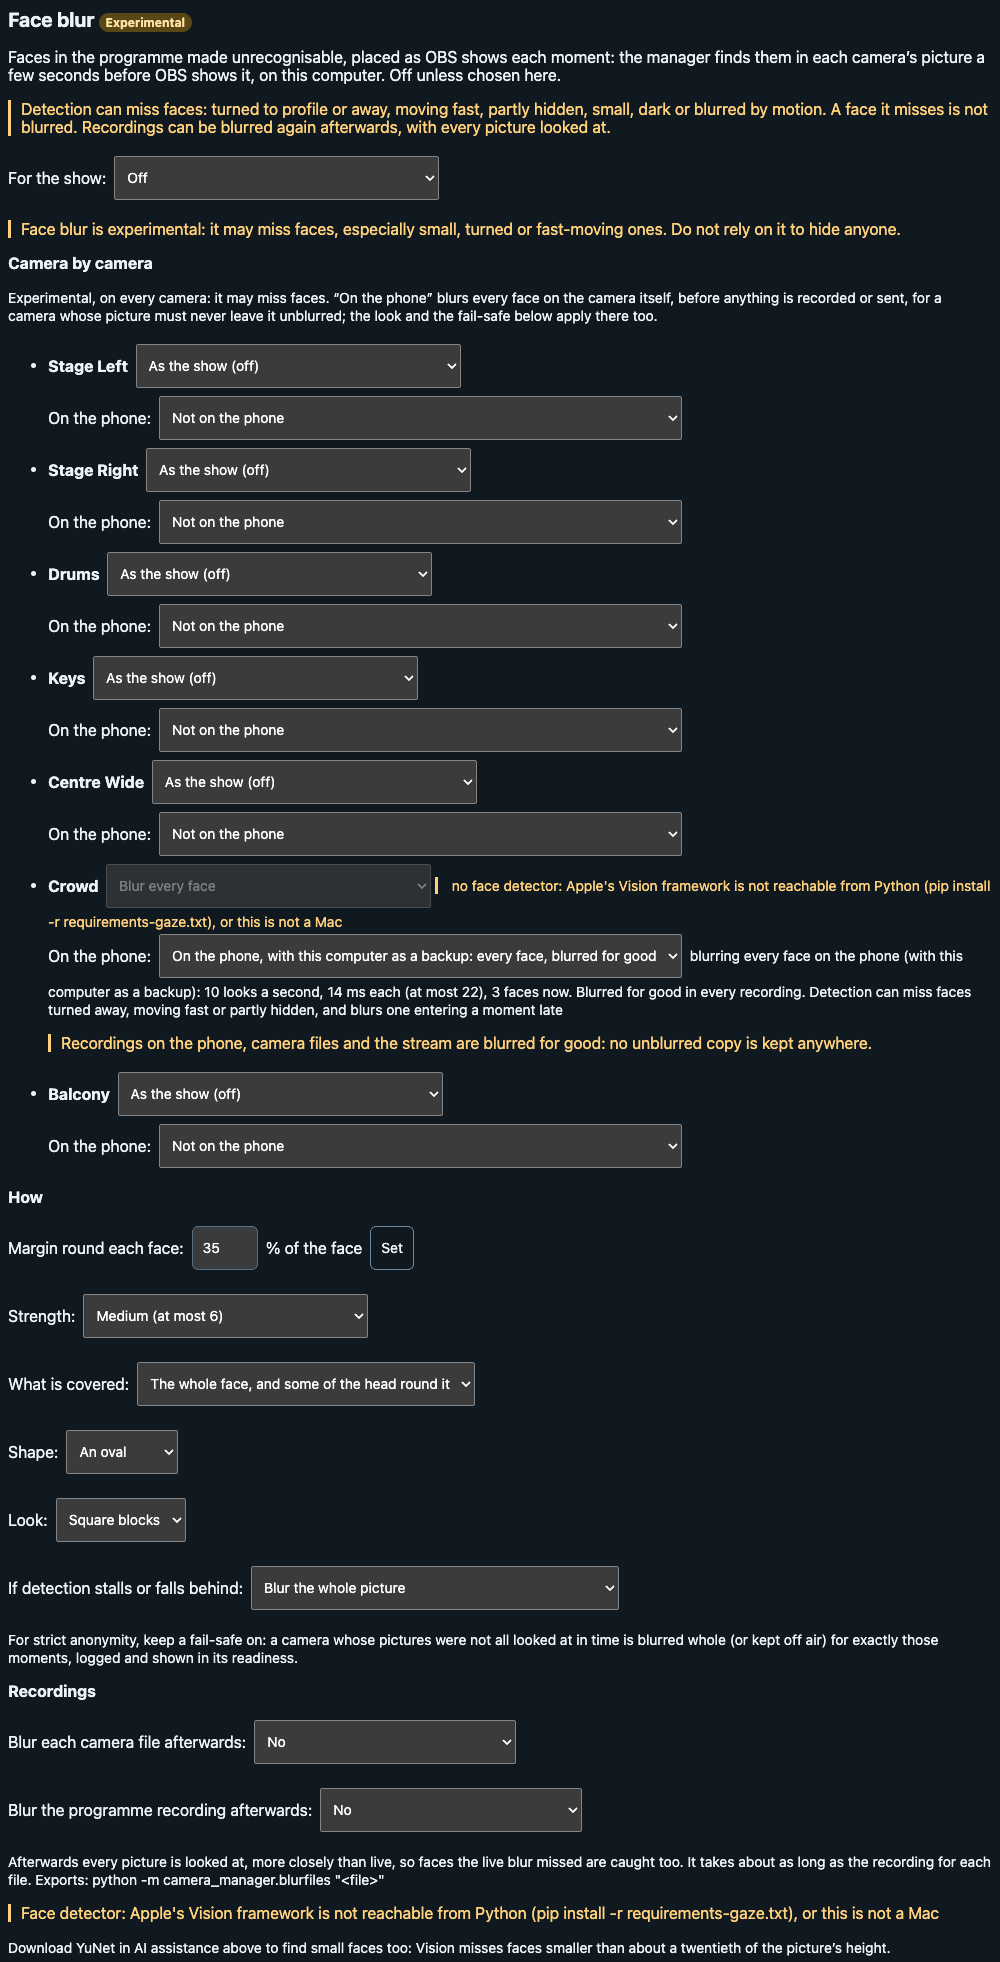 Face blur Experimental
Faces in the programme made unrecognisable, placed as OBS shows each moment: the manager finds them in each camera’s picture a
few seconds before OBS shows it, on this computer. Off unless chosen here.
Detection can miss faces: turned to profile or away, moving fast, partly hidden, small, dark or blurred by motion. A face it misses is not
blurred. Recordings can be blurred again afterwards, with every picture looked at.
For the show: Off
Face blur is experimental: it may miss faces, especially small, turned or fast-moving ones. Do not rely on it to hide anyone.
Camera by camera
Experimental, on every camera: it may miss faces. “On the phone” blurs every face on the camera itself, before anything is recorded or sent, for a
camera whose picture must never leave it unblurred; the look and the fail-safe below apply there too.
• Stage Left As the show (off)
On the phone: Not on the phone
• Stage Right As the show (off)
On the phone: Not on the phone
• Drums As the show (off)
On the phone: Not on the phone
• Keys As the show (off)
On the phone: Not on the phone
• Centre Wide As the show (off)
On the phone: Not on the phone
• Crowd Blur every face no face detector: Apple's Vision framework is not reachable from Python (pip install
-r requirements-gaze.txt), or this is not a Mac
On the phone: On the phone, with this computer as a backup: every face, blurred for good blurring every face on the phone (with this
computer as a backup): 10 looks a second, 14 ms each (at most 22), 3 faces now. Blurred for good in every recording. Detection can miss faces
turned away, moving fast or partly hidden, and blurs one entering a moment late
Recordings on the phone, camera files and the stream are blurred for good: no unblurred copy is kept anywhere.
• Balcony As the show (off)
On the phone: Not on the phone
How
Margin round each face: 35 % of the face Set
Strength: Medium (at most 6)
What is covered: The whole face, and some of the head round it
Shape: An oval
Look: Square blocks
If detection stalls or falls behind: Blur the whole picture
For strict anonymity, keep a fail-safe on: a camera whose pictures were not all looked at in time is blurred whole (or kept off air) for exactly those
moments, logged and shown in its readiness.
Recordings
Blur each camera file afterwards: No
Blur the programme recording afterwards: No
Afterwards every picture is looked at, more closely than live, so faces the live blur missed are caught too. It takes about as long as the recording for each
file. Exports: python -m camera_manager.blurfiles "<file>"
Face detector: Apple's Vision framework is not reachable from Python (pip install -r requirements-gaze.txt), or this is not a Mac
Download YuNet in AI assistance above to find small faces too: Vision misses faces smaller than about a twentieth of the picture’s height.